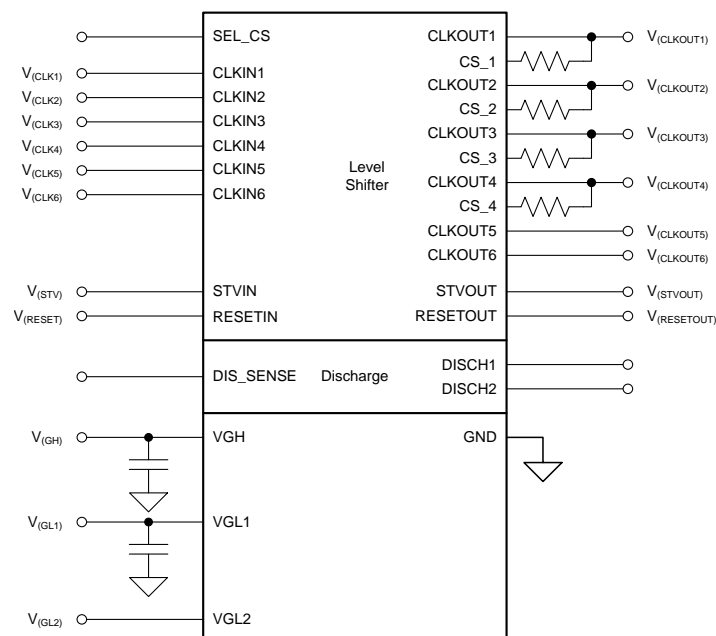 SEL_CS CLKOUT1 V(CLKOUT1)
CS_1
V(CLK1) CLKIN1
CLKOUT2 V(CLKOUT2)
V(CLK2) CLKIN2
CS_2
V(CLK3) CLKIN3
CLKOUT3 V(CLKOUT3)
V(CLK4) CLKIN4
CS_3
V(CLK5) CLKIN5
Level
Shifter
CLKOUT4 V(CLKOUT4)
V(CLK6) CLKIN6
CS_4
CLKOUT5 V(CLKOUT5)
CLKOUT6 V(CLKOUT6)
V(STV) STVIN STVOUT V(STVOUT)
V(RESET) RESETIN RESETOUT V(RESETOUT)
DISCH1
DIS_SENSE Discharge
DISCH2
V(GH) VGH GND
V(GL1) VGL1
V(GL2) VGL2